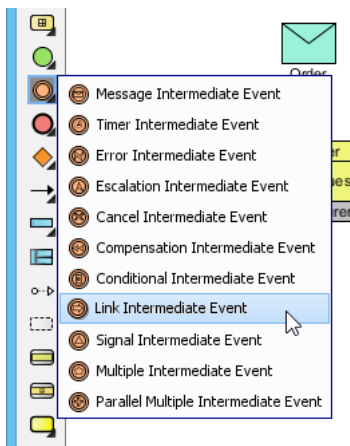 Order
Message Intermediate Event
Timer Intermediate Event
Error Intermediate Event
Escalation Intermediate Event
Cancel Intermediate Event
Compensation Intermediate Event
Conditional Intermediate Event
Link Intermediate Event
Signal Intermediate Event
Multiple Intermediate Event
Parallel Multiple Intermediate Event